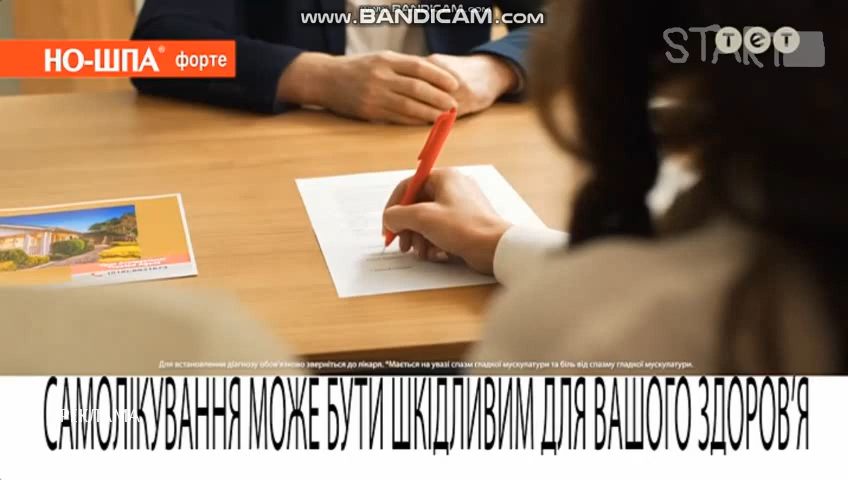 www.BANDICAM.com
НО-ШПА® форте
START
ТЕТ
Для встановлення діагнозу обов'язково зверніться до лікаря. *Мається на увазі спазм гладкої мускулатури та біль від спазму гладкої мускулатури.
САМОЛІКУВАННЯ МОЖЕ БУТИ ШКІДЛИВИМ ДЛЯ ВАШОГО ЗДОРОВ'Я
РЕКЛАМА